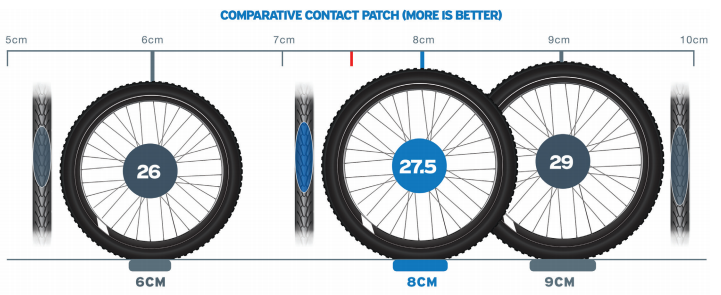 COMPARATIVE CONTACT PATCH (MORE IS BETTER)
5cm 6cm 7cm 8cm 9cm 10cm
26 27.5 29
6CM 8CM 9CM